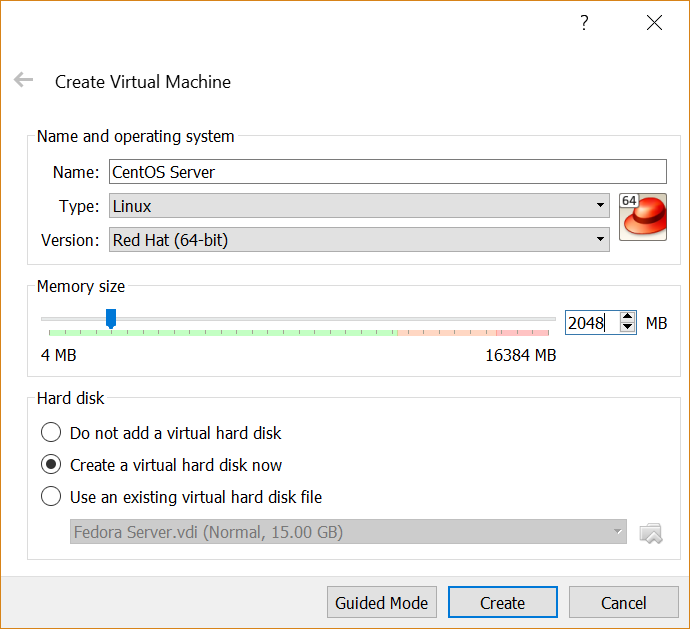 ?
Create Virtual Machine
Name and operating system
Name: CentOS Server
Type: Linux
64
Version: Red Hat (64-bit)
Memory size
2048 MB
4 MB 16384 MB
Hard disk
Do not add a virtual hard disk
Create a virtual hard disk now
Use an existing virtual hard disk file
Fedora Server.vdi (Normal, 15.00 GB)
Guided Mode Create Cancel